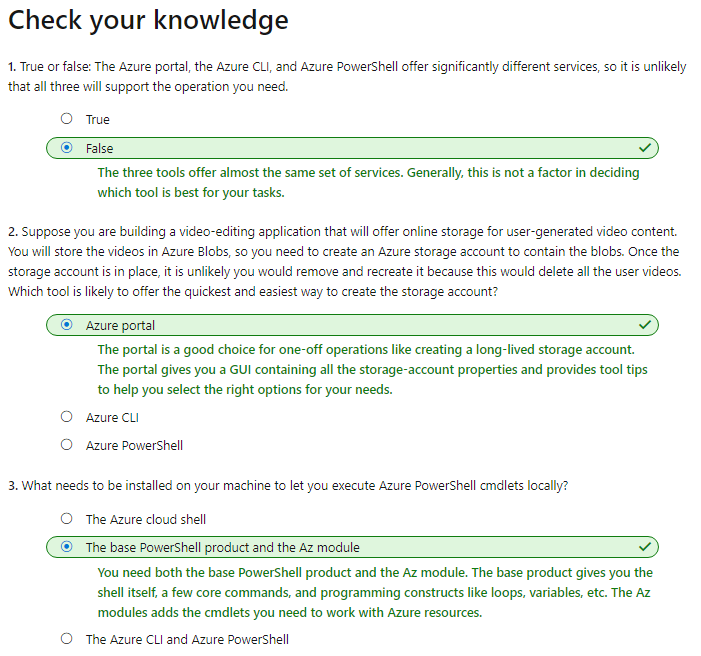 Check your knowledge
1. True or false: The Azure portal, the Azure CLI, and Azure PowerShell offer significantly different services, so it is unlikely
that all three will support the operation you need.
True
False
The three tools offer almost the same set of services. Generally, this is not a factor in deciding
which tool is best for your tasks.
2. Suppose you are building a video-editing application that will offer online storage for user-generated video content.
You will store the videos in Azure Blobs, so you need to create an Azure storage account to contain the blobs. Once the
storage account is in place, it is unlikely you would remove and recreate it because this would delete all the user videos.
Which tool is likely to offer the quickest and easiest way to create the storage account?
Azure portal
The portal is a good choice for one-off operations like creating a long-lived storage account.
The portal gives you a GUI containing all the storage-account properties and provides tool tips
to help you select the right options for your needs.
Azure CLI
Azure PowerShell
3. What needs to be installed on your machine to let you execute Azure PowerShell cmdlets locally?
The Azure cloud shell
The base PowerShell product and the Az module
You need both the base PowerShell product and the Az module. The base product gives you the
shell itself, a few core commands, and programming constructs like loops, variables, etc. The Az
modules adds the cmdlets you need to work with Azure resources.
The Azure CLI and Azure PowerShell